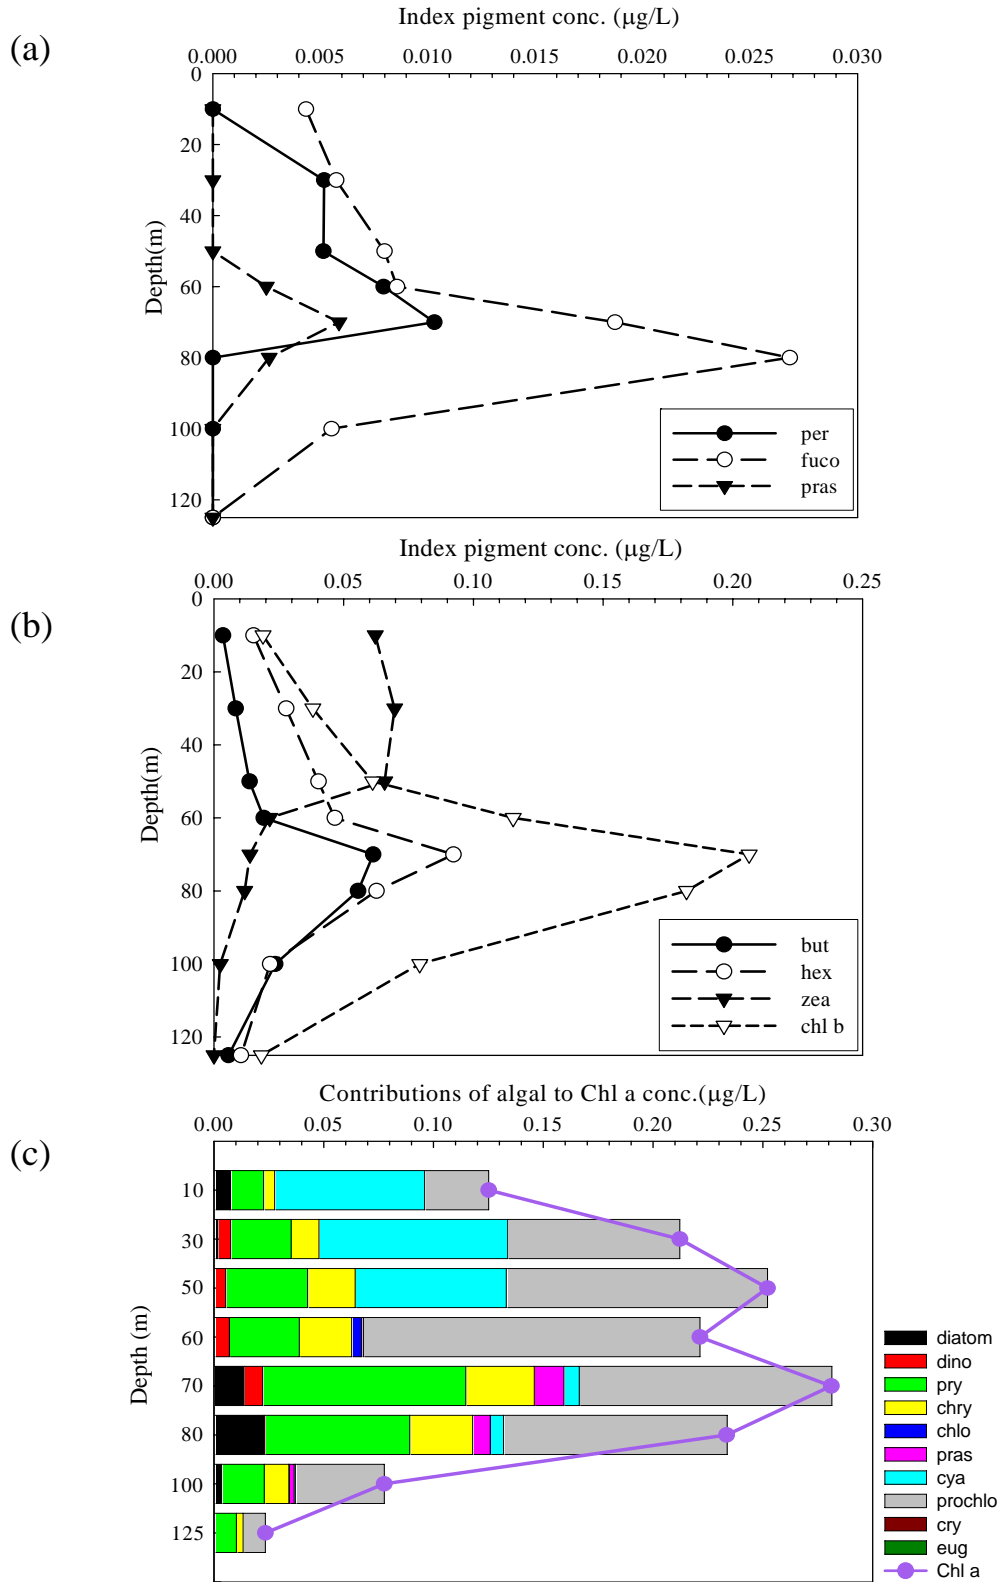 (a)
Index pigment conc. (μg/L)
0.000 0.005 0.010 0.015 0.020 0.025 0.030
0
20
40
60
80
100
120
Depth(m)
per
fuco
pras
(b)
Index pigment conc. (μg/L)
0.00 0.05 0.10 0.15 0.20 0.25
0
20
40
60
80
100
120
Depth(m)
but
hex
zea
chl b
(c)
Contributions of algal to Chl a conc.(μg/L)
0.00 0.05 0.10 0.15 0.20 0.25 0.30
10
30
50
60
70
80
100
125
Depth (m)
diatom
dino
pry
chry
chlo
pras
cya
prochlo
cry
eug
Chl a